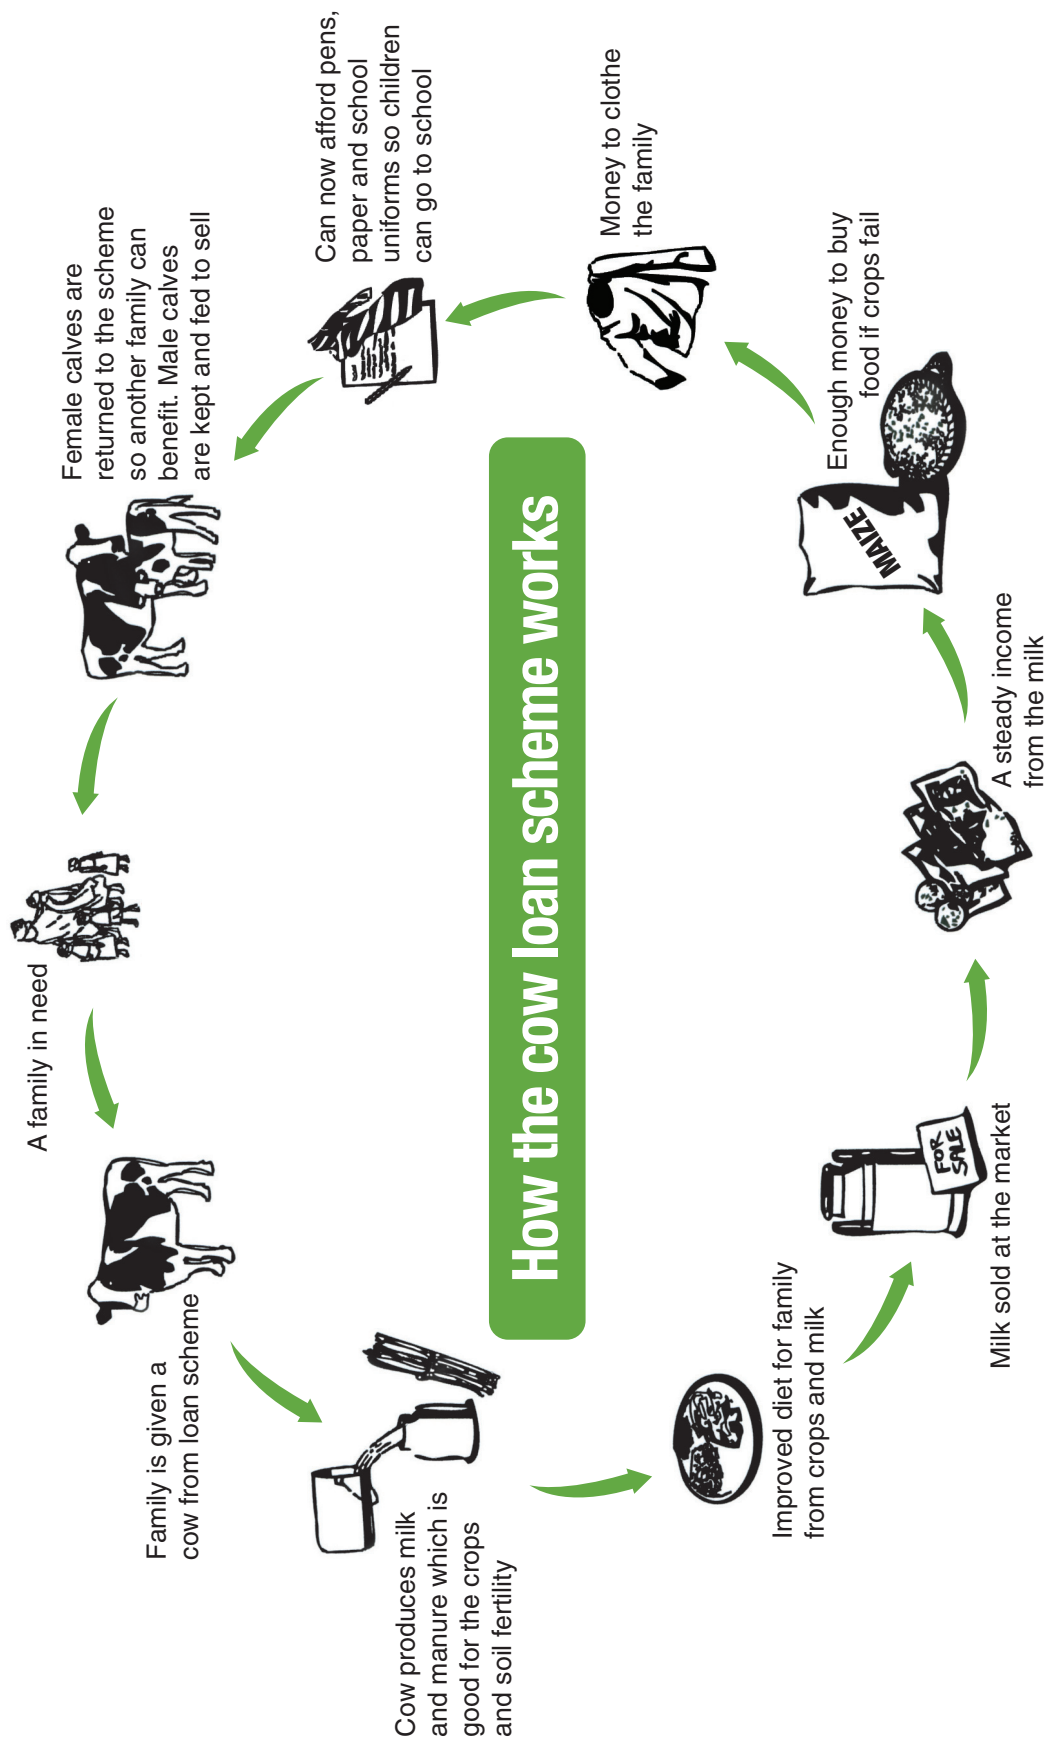 How the cow loan scheme works
A family in need
Family is given a
cow from loan scheme
Cow produces milk
and manure which is
good for the crops
and soil fertility
Improved diet for family
from crops and milk
Milk sold at the market
FOR
SALE
A steady income
from the milk
Enough money to buy
food if crops fail
MAIZE
Money to clothe
the family
Can now afford pens,
paper and school
uniforms so children
can go to school
Female calves are
returned to the scheme
so another family can
benefit. Male calves
are kept and fed to sell